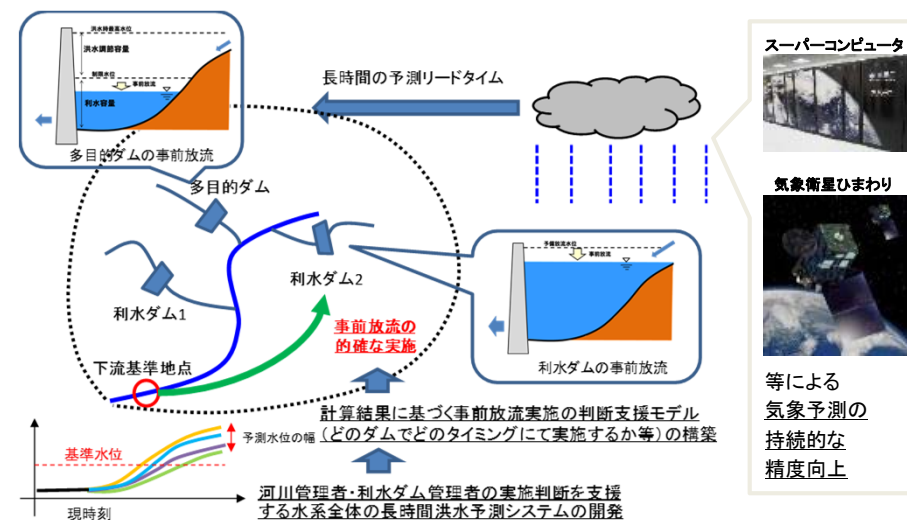 洪水時最高水位
洪水調節容量
制限水位
事前放流
利水容量
多目的ダムの事前放流
長時間の予測リードタイム
スーパーコンピュータ
気象衛星ひまわり
等による
気象予測の
持続的な
精度向上
多目的ダム
利水ダム1
利水ダム2
予備放流水位
事前放流
利水ダムの事前放流
事前放流の
的確な実施
下流基準地点
計算結果に基づく事前放流実施の判断支援モデル
(どのダムでどのタイミングにて実施するか等)の構築
予測水位の幅
基準水位
現時刻
河川管理者・利水ダム管理者の実施判断を支援
する水系全体の長時間洪水予測システムの開発